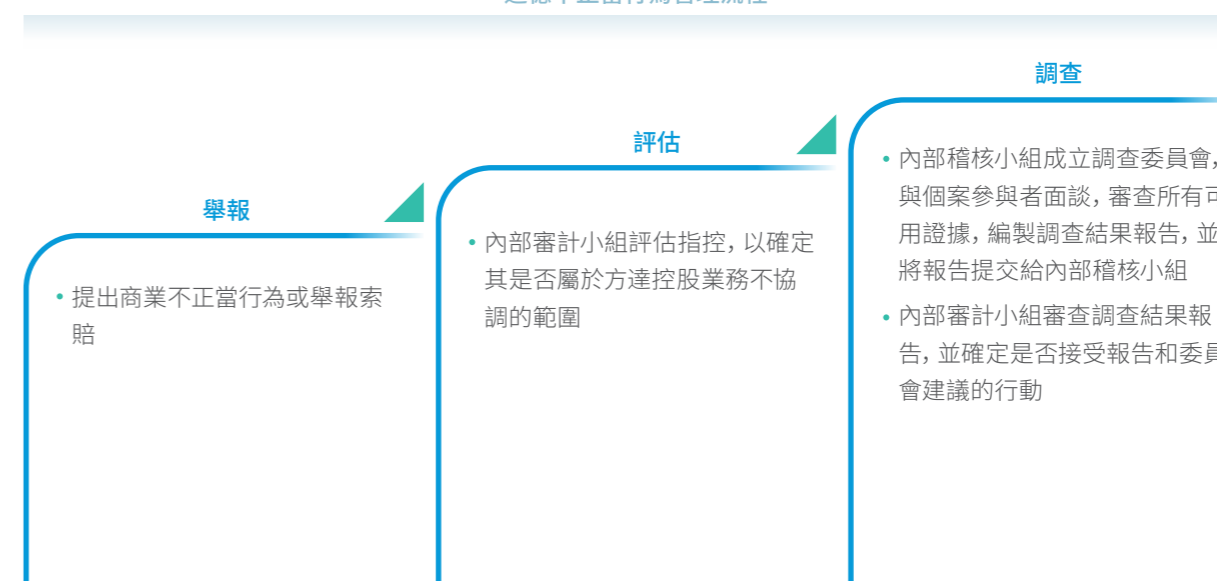 舉報
• 提出商業不正當行為或舉報索
賠
評估
• 內部審計小組評估指控，以確定
其是否屬於方達控股業務不協
調的範圍
調查
• 內部稽核小組成立調查委員會，
與個案參與者面談，審查所有可
用證據，編製調查結果報告，並
將報告提交給內部稽核小組
• 內部審計小組審查調查結果報
告，並確定是否接受報告和委員
會建議的行動